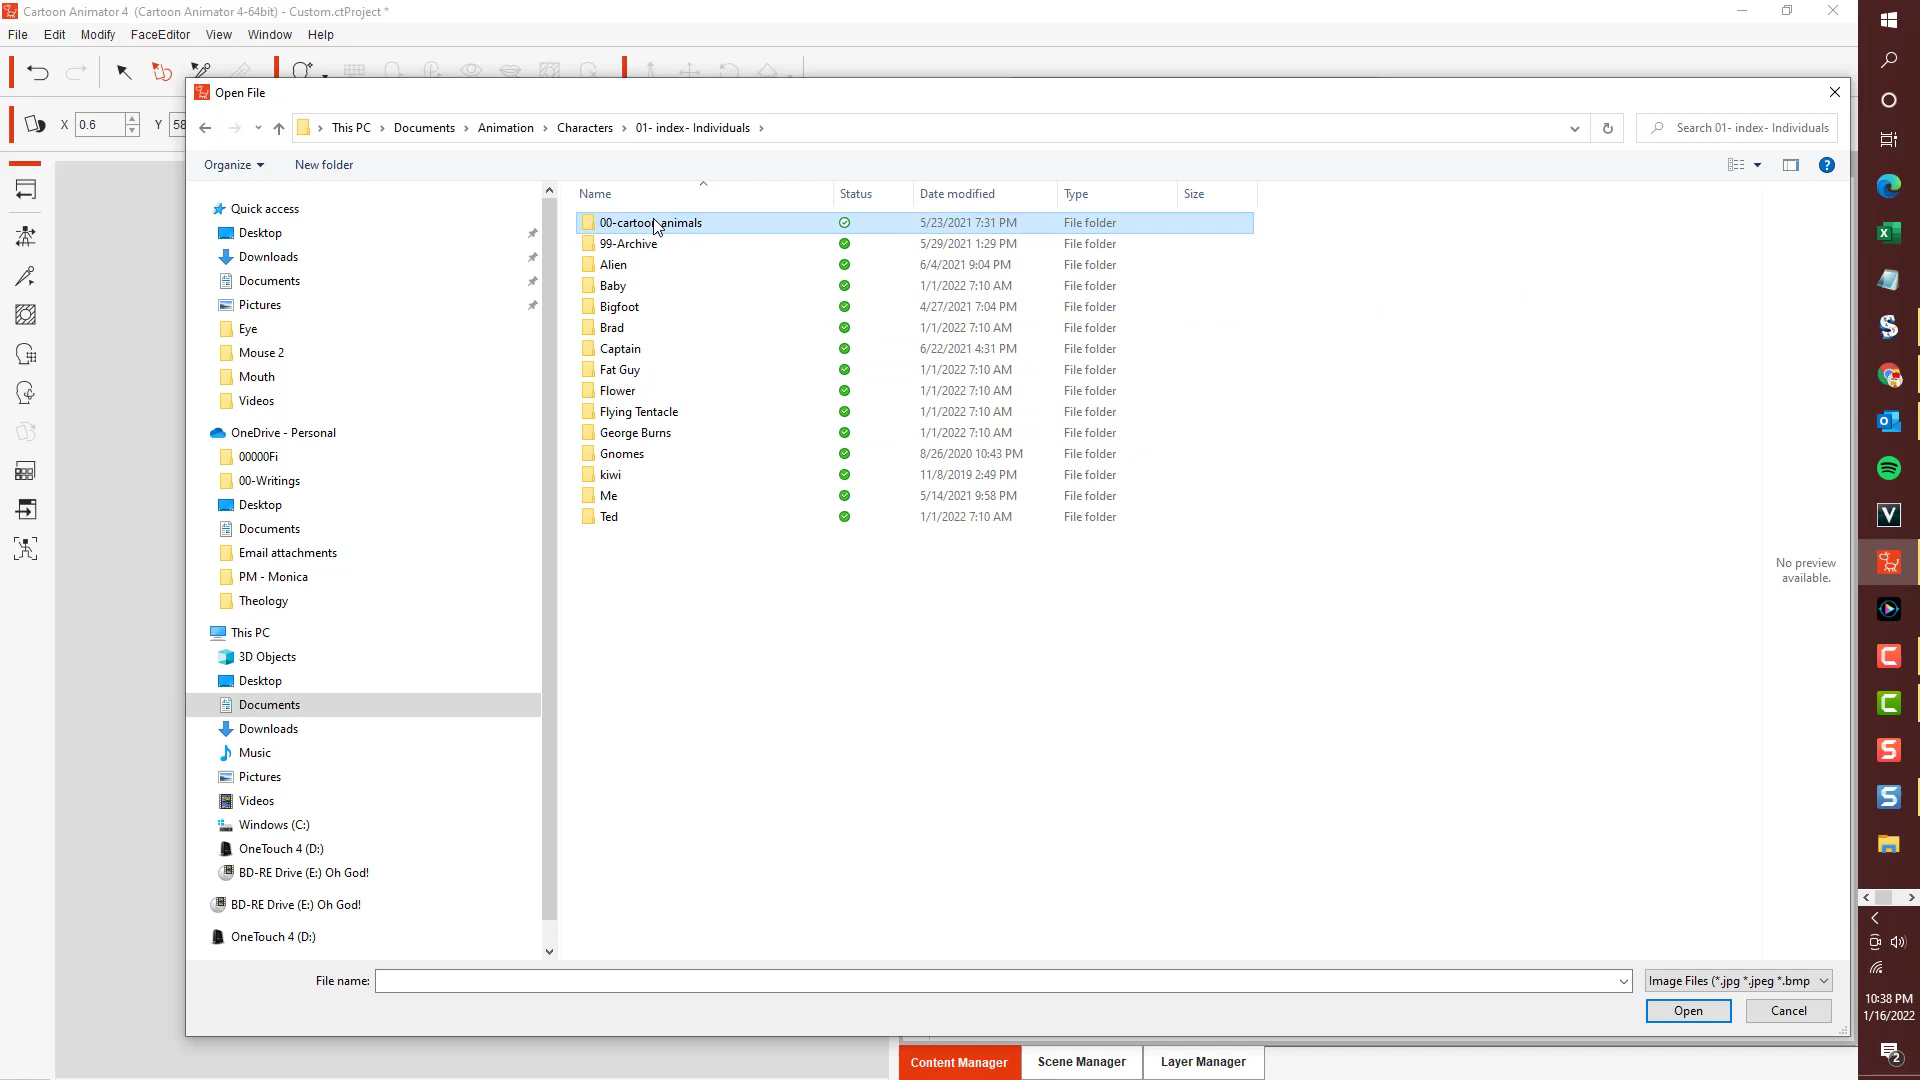 Cartoon Animator 4  (Cartoon Animator 4-64bit) - Custom.ctProject *
File Edit Modify FaceEditor View Window Help
Open File
X 0.6 Y 58
This PC Documents Animation Characters 01- index- Individuals
Search 01- index- Individuals
Organize New folder
Name Status Date modified Type Size
Quick access
Desktop
Downloads
Documents
Pictures
Eye
Mouse 2
Mouth
Videos
OneDrive - Personal
00000Fi
00-Writings
Desktop
Documents
Email attachments
PM - Monica
Theology
This PC
3D Objects
Desktop
Documents
Downloads
Music
Pictures
Videos
Windows (C:)
OneTouch 4 (D:)
BD-RE Drive (E:) Oh God!
BD-RE Drive (E:) Oh God!
OneTouch 4 (D:)
00-cartoon animals 5/23/2021 7:31 PM File folder
99-Archive 5/29/2021 1:29 PM File folder
Alien 6/4/2021 9:04 PM File folder
Baby 1/1/2022 7:10 AM File folder
Bigfoot 4/27/2021 7:04 PM File folder
Brad 1/1/2022 7:10 AM File folder
Captain 6/22/2021 4:31 PM File folder
Fat Guy 1/1/2022 7:10 AM File folder
Flower 1/1/2022 7:10 AM File folder
Flying Tentacle 1/1/2022 7:10 AM File folder
George Burns 1/1/2022 7:10 AM File folder
Gnomes 8/26/2020 10:43 PM File folder
kiwi 11/8/2019 2:49 PM File folder
Me 5/14/2021 9:58 PM File folder
Ted 1/1/2022 7:10 AM File folder
No preview
available.
File name: Image Files (*.jpg *.jpeg *.bmp
Open Cancel
Content Manager Scene Manager Layer Manager
10:38 PM
1/16/2022
2